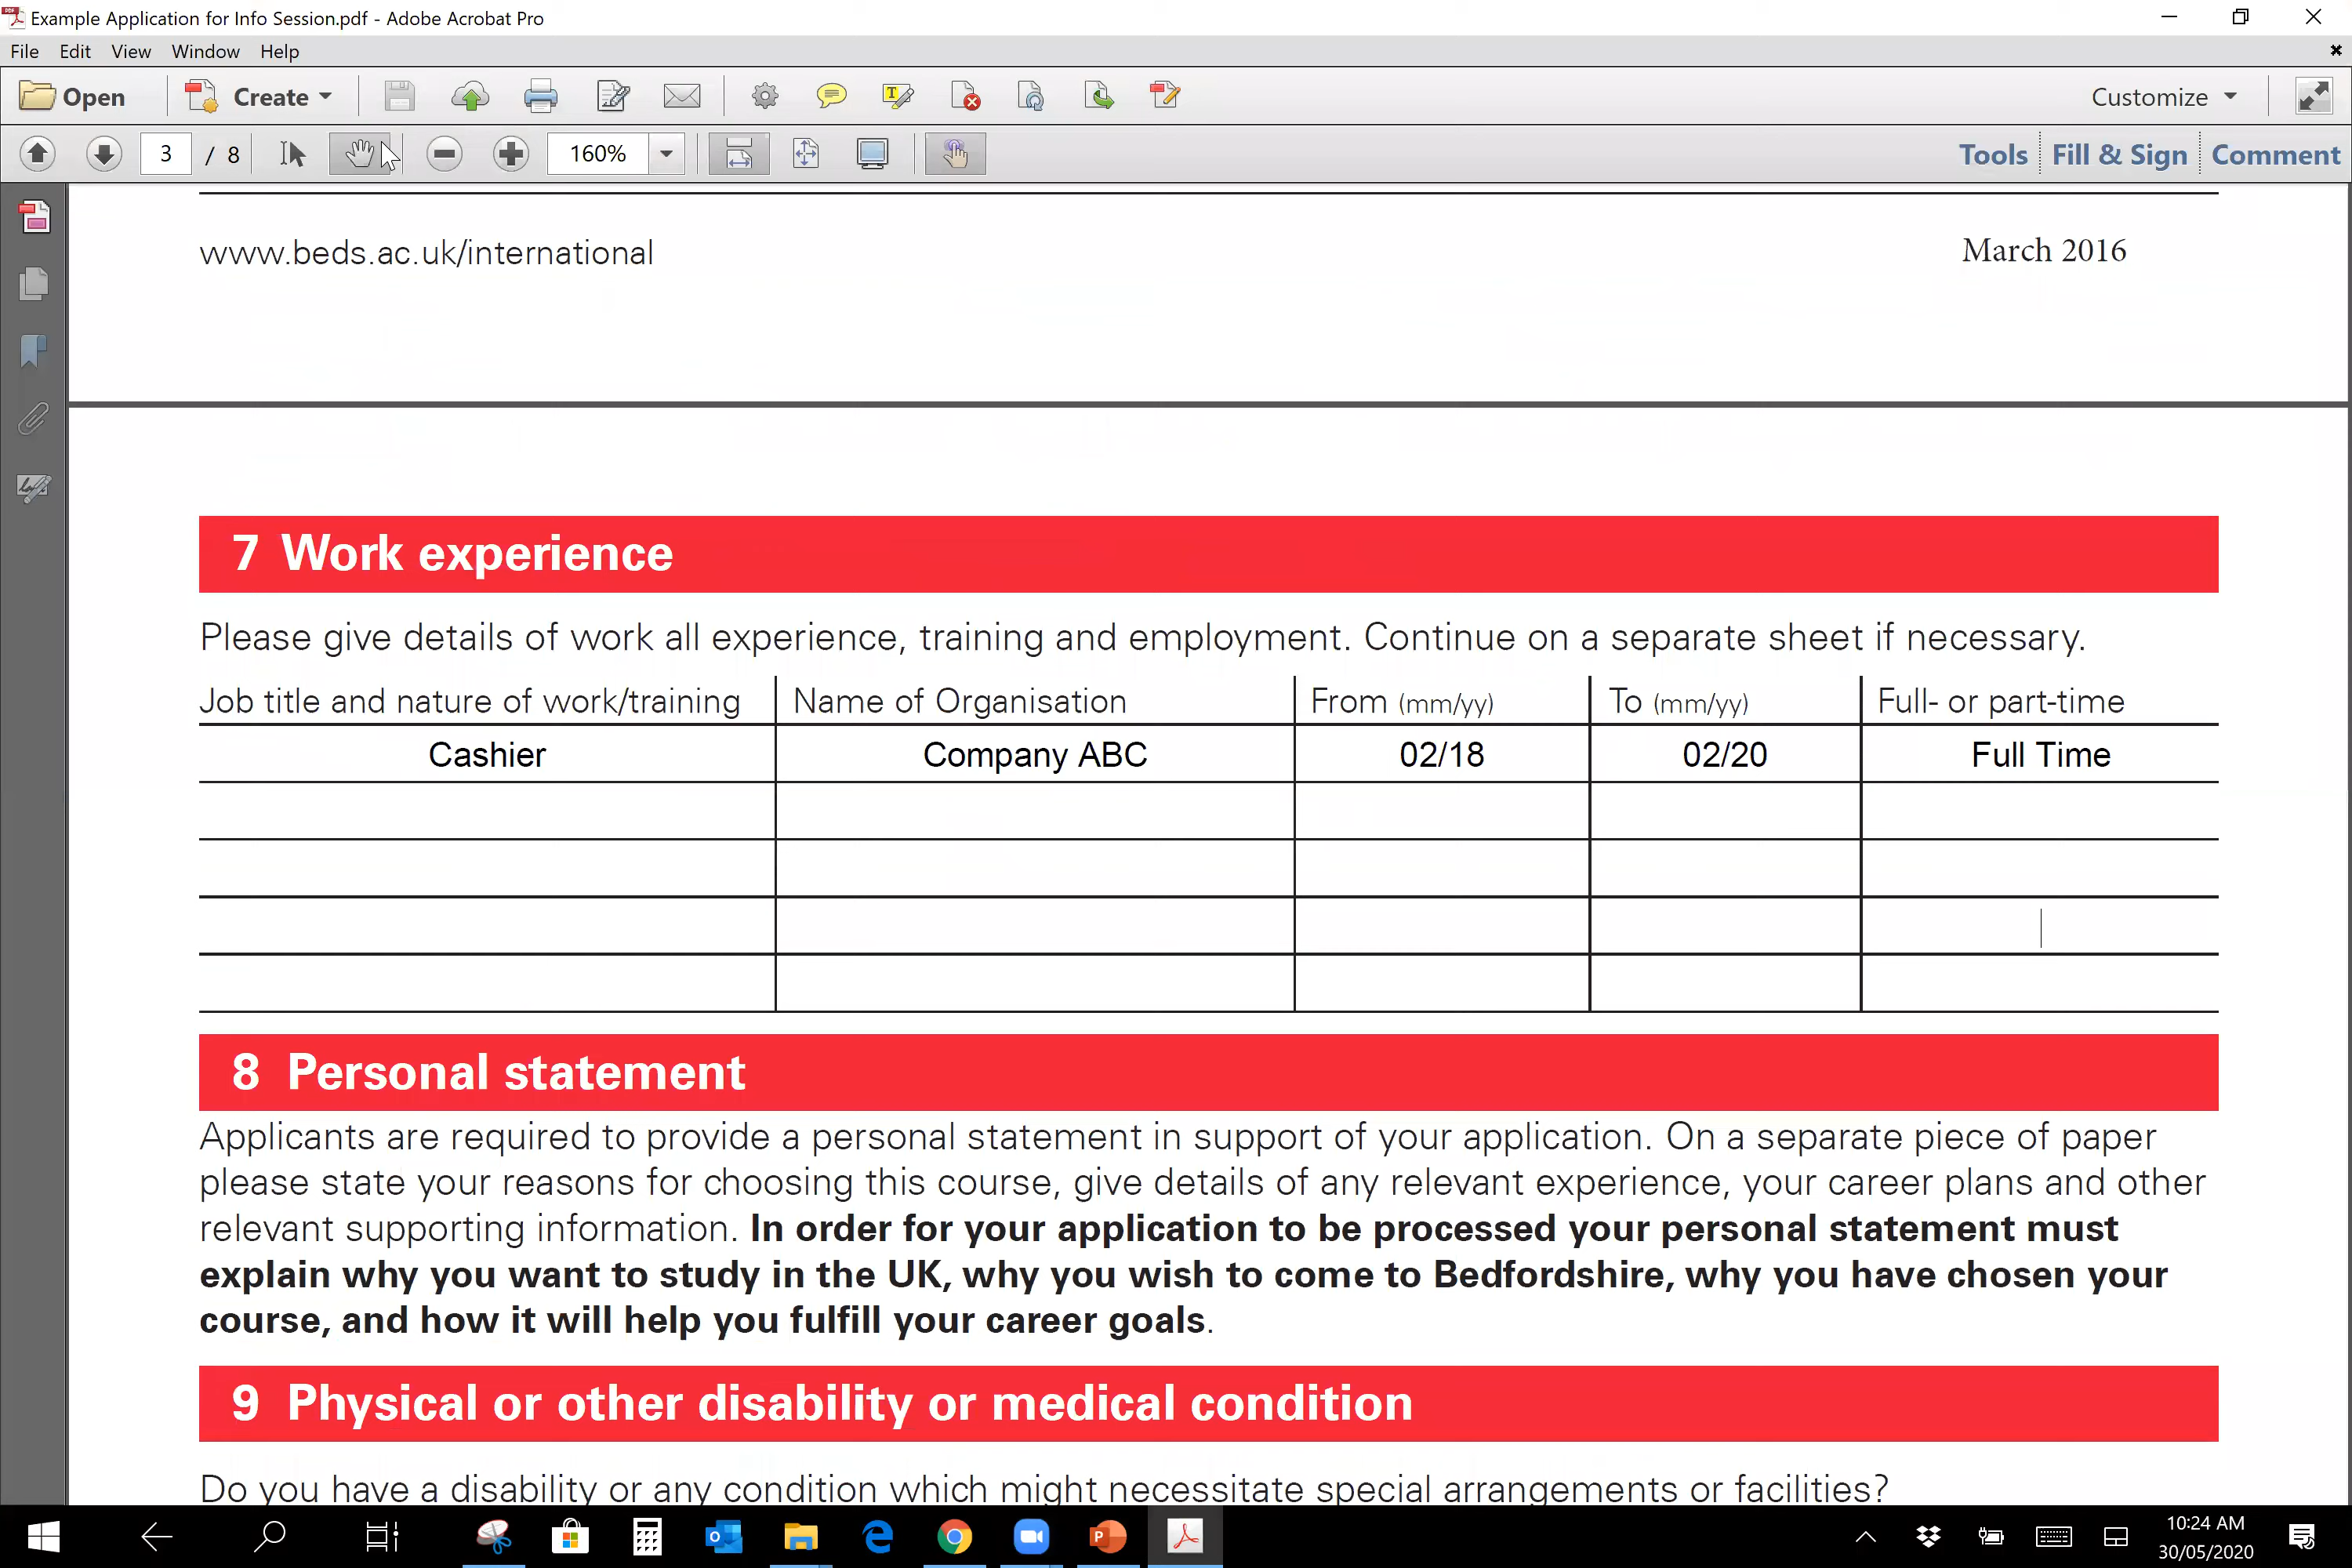 Example Application for Info Session.pdf - Adobe Acrobat Pro
File Edit View Window Help
Open Create Customize
3 / 8 160% Tools Fill & Sign Comment
www.beds.ac.uk/international March 2016
7 Work experience
Please give details of work all experience, training and employment. Continue on a separate sheet if necessary.
Job title and nature of work/training Name of Organisation From (mm/yy) To (mm/yy) Full- or part-time
Cashier Company ABC 02/18 02/20 Full Time
8 Personal statement
Applicants are required to provide a personal statement in support of your application. On a separate piece of paper
please state your reasons for choosing this course, give details of any relevant experience, your career plans and other
relevant supporting information. In order for your application to be processed your personal statement must
explain why you want to study in the UK, why you wish to come to Bedfordshire, why you have chosen your
course, and how it will help you fulfill your career goals.
9 Physical or other disability or medical condition
Do you have a disability or any condition which might necessitate special arrangements or facilities?
10:24 AM
30/05/2020